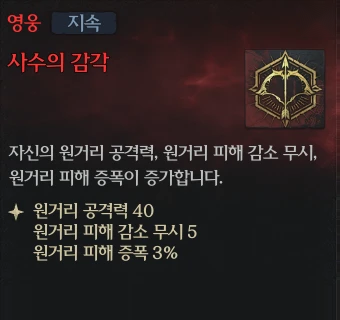 영웅 지속
사수의 감각
자신의 원거리 공격력, 원거리 피해 감소 무시,
원거리 피해 증폭이 증가합니다.
원거리 공격력 40
원거리 피해 감소 무시 5
원거리 피해 증폭 3%